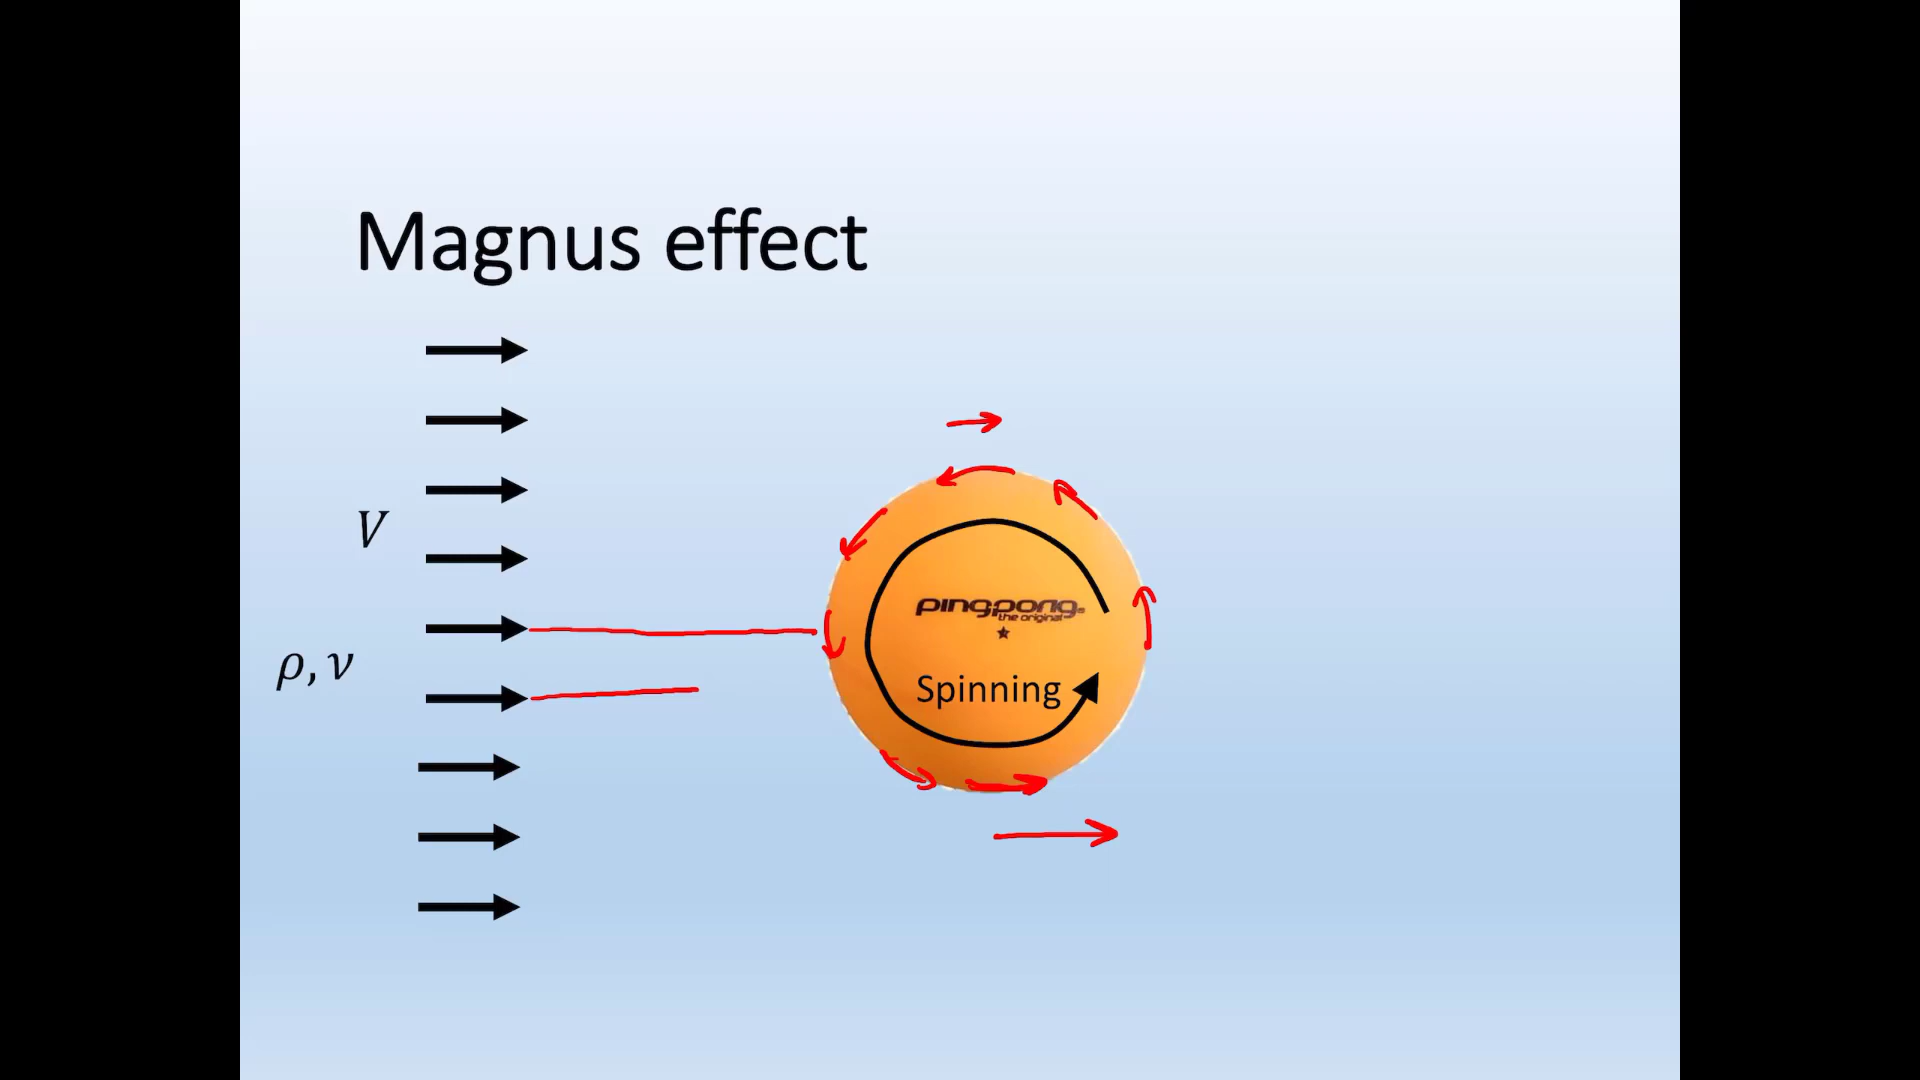 Magnus effect
V
ρ, ν
pingpong
the original
Spinning